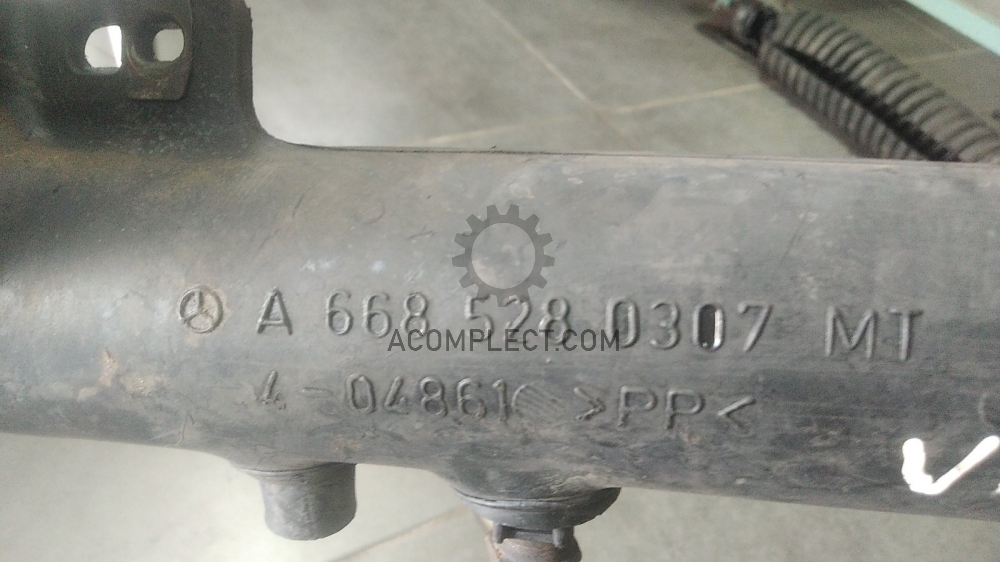 A 668 528 0307 MT
ACOMPLECT.COM
4-04861 >PP<